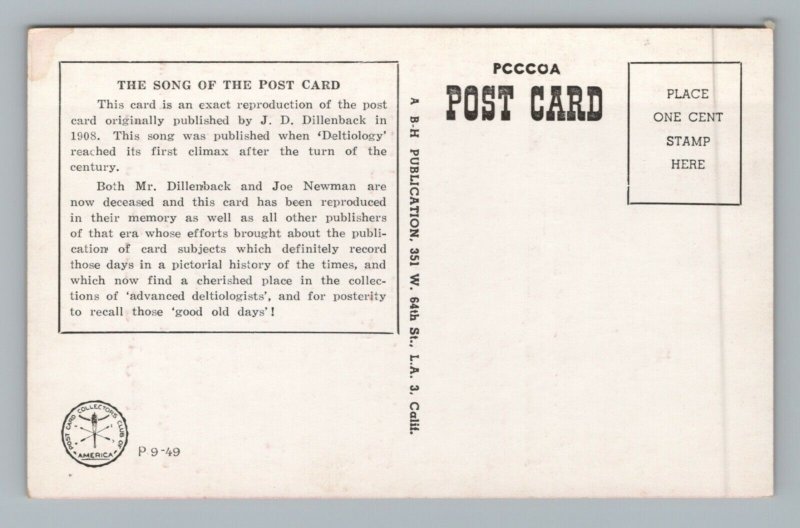 THE SONG OF THE POST CARD
This card is an exact reproduction of the post
card originally published by J. D. Dillenback in
1908. This song was published when 'Deltiology'
reached its first climax after the turn of the
century.
Both Mr. Dillenback and Joe Newman are
now deceased and this card has been reproduced
in their memory as well as all other publishers
of that era whose efforts brought about the publi-
cation of card subjects which definitely record
those days in a pictorial history of the times, and
which now find a cherished place in the collec-
tions of 'advanced deltiologists', and for posterity
to recall those 'good old days'!
A B-H PUBLICATION, 351 W. 64th St., L.A. 3, Calif.
PCCCOA
POST CARD
PLACE
ONE CENT
STAMP
HERE
POST CARD COLLECTORS CLUB OF
AMERICA
P 9-49